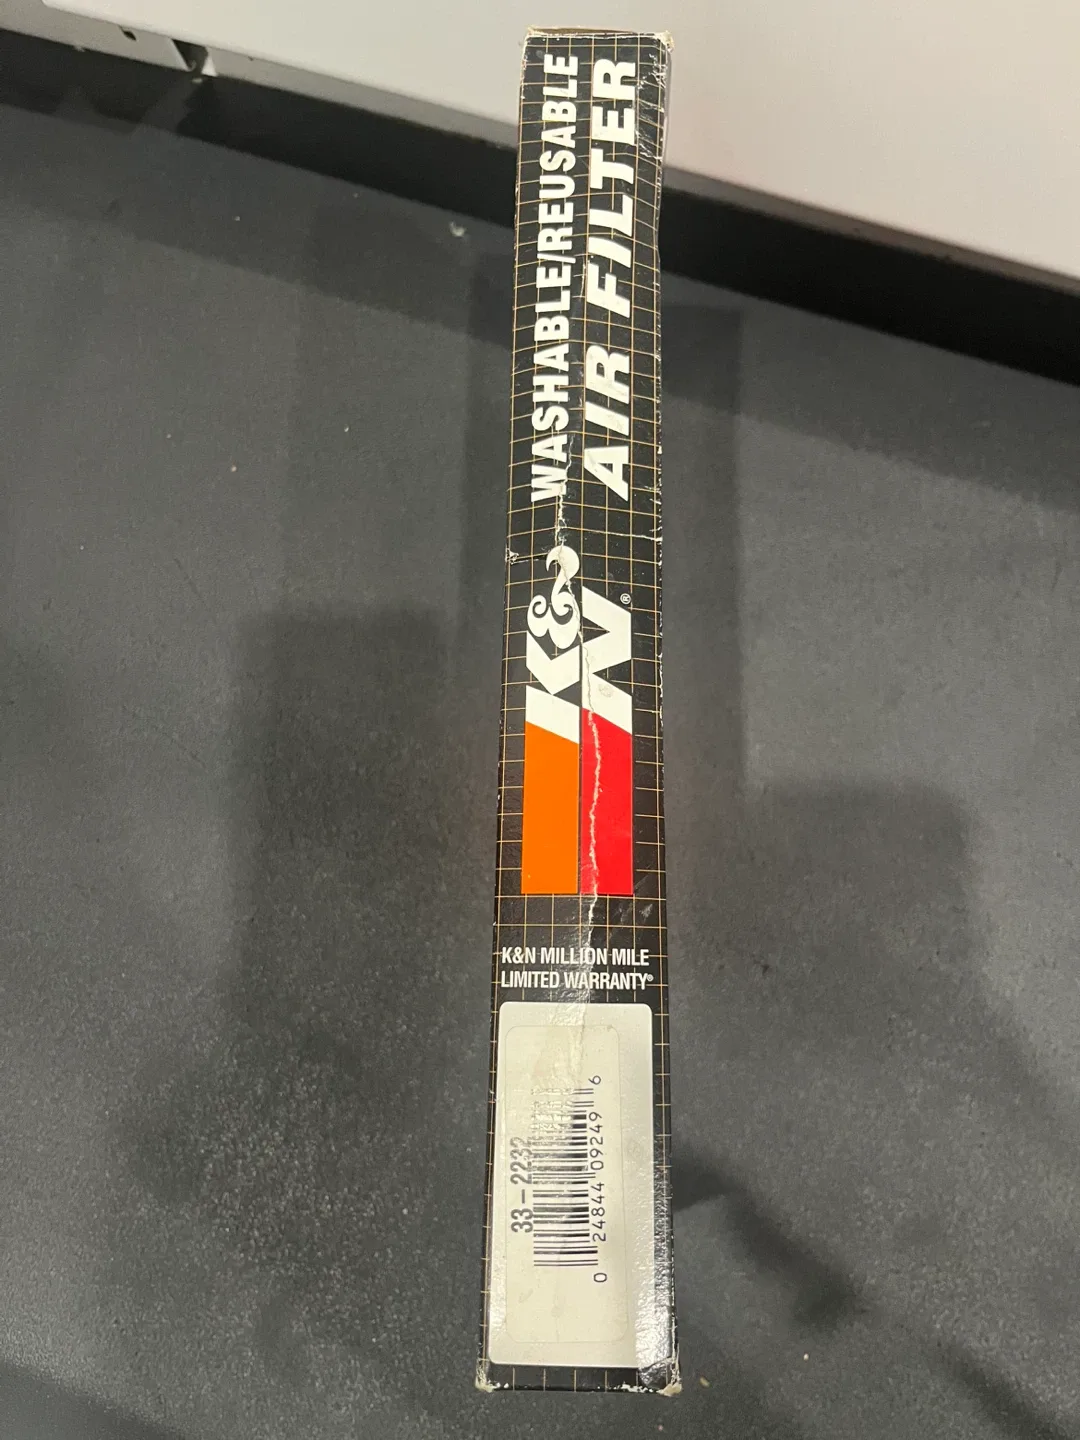 WASHABLE/REUSABLE
AIR FILTER
K&N®
K&N MILLION MILE
LIMITED WARRANTY®
33-2232
0 24844 09249 6